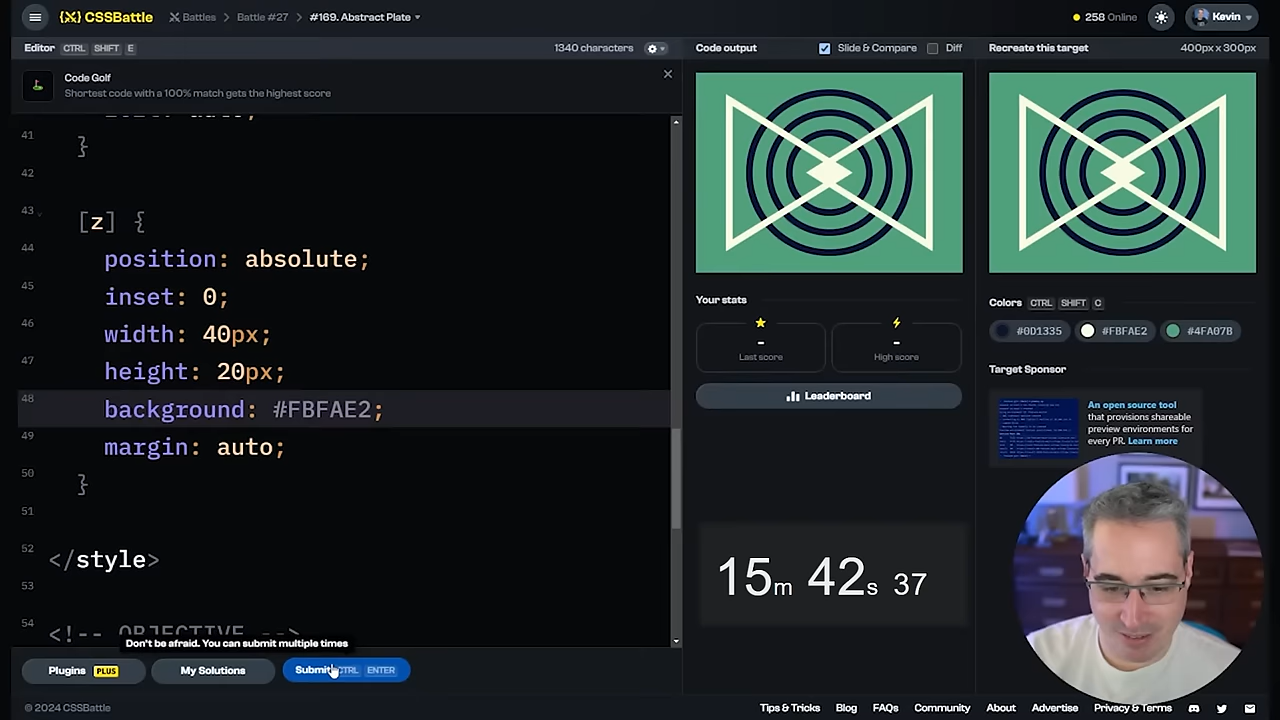 CSSBattle
Battles > Battle #27 > #169. Abstract Plate
258 Online
Kevin
Editor CTRL SHIFT E
1340 characters
Code output
Slide & Compare
Diff
Recreate this target
400px x 300px
Code Golf
Shortest code with a 100% match gets the highest score
41 }
42
43 [z] {
44 position: absolute;
45 inset: 0;
46 width: 40px;
47 height: 20px;
48 background: #FBFAE2;
49 margin: auto;
50 }
51
52 </style>
53
54 <!-- OBJECTIVE -->
Don't be afraid. You can submit multiple times
Plugins PLUS
My Solutions
Submit CTRL ENTER
Your stats
-
Last score
-
High score
Leaderboard
15m 42s 37
Colors CTRL SHIFT C
#0D1335
#FBFAE2
#4FA07B
Target Sponsor
An open source tool
that provisions shareable
preview environments for
every PR. Learn more
© 2024 CSSBattle
Tips & Tricks
Blog
FAQs
Community
About
Advertise
Privacy & Terms